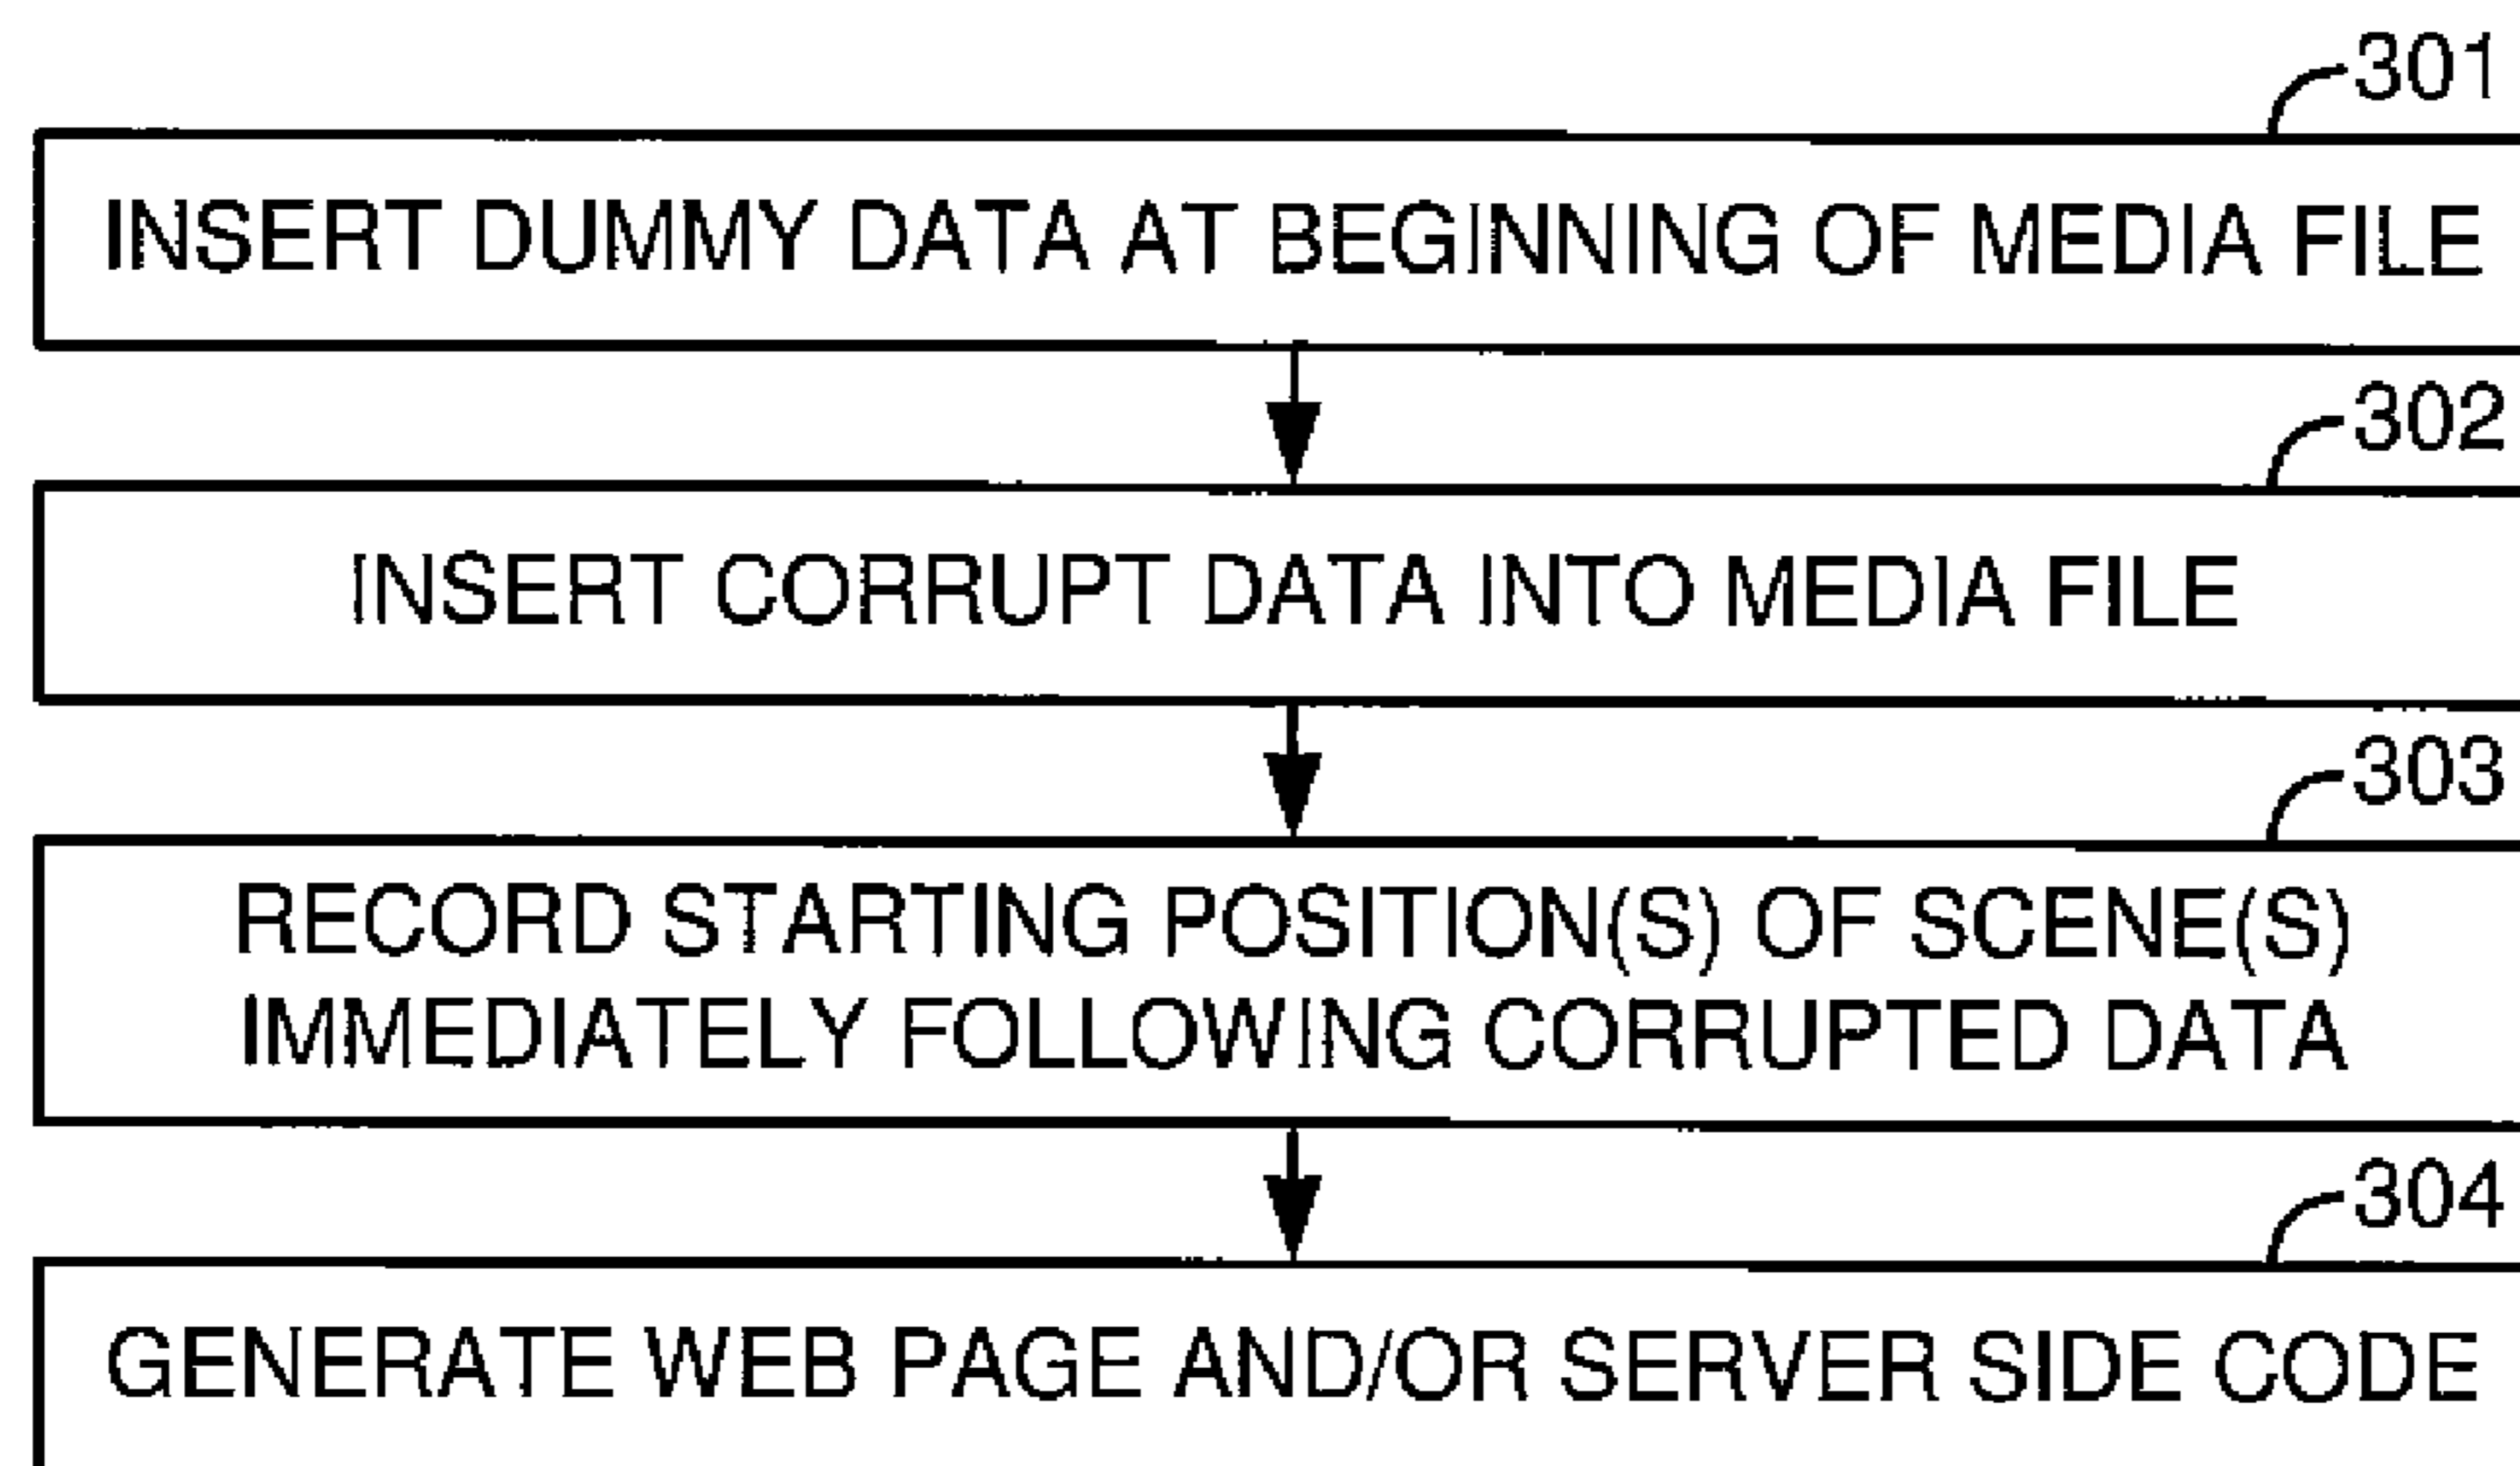 301
INSERT DUMMY DATA AT BEGINNING OF MEDIA FILE
302
INSERT CORRUPT DATA INTO MEDIA FILE
303
RECORD STARTING POSITION(S) OF SCENE(S)
IMMEDIATELY FOLLOWING CORRUPTED DATA
304
GENERATE WEB PAGE AND/OR SERVER SIDE CODE